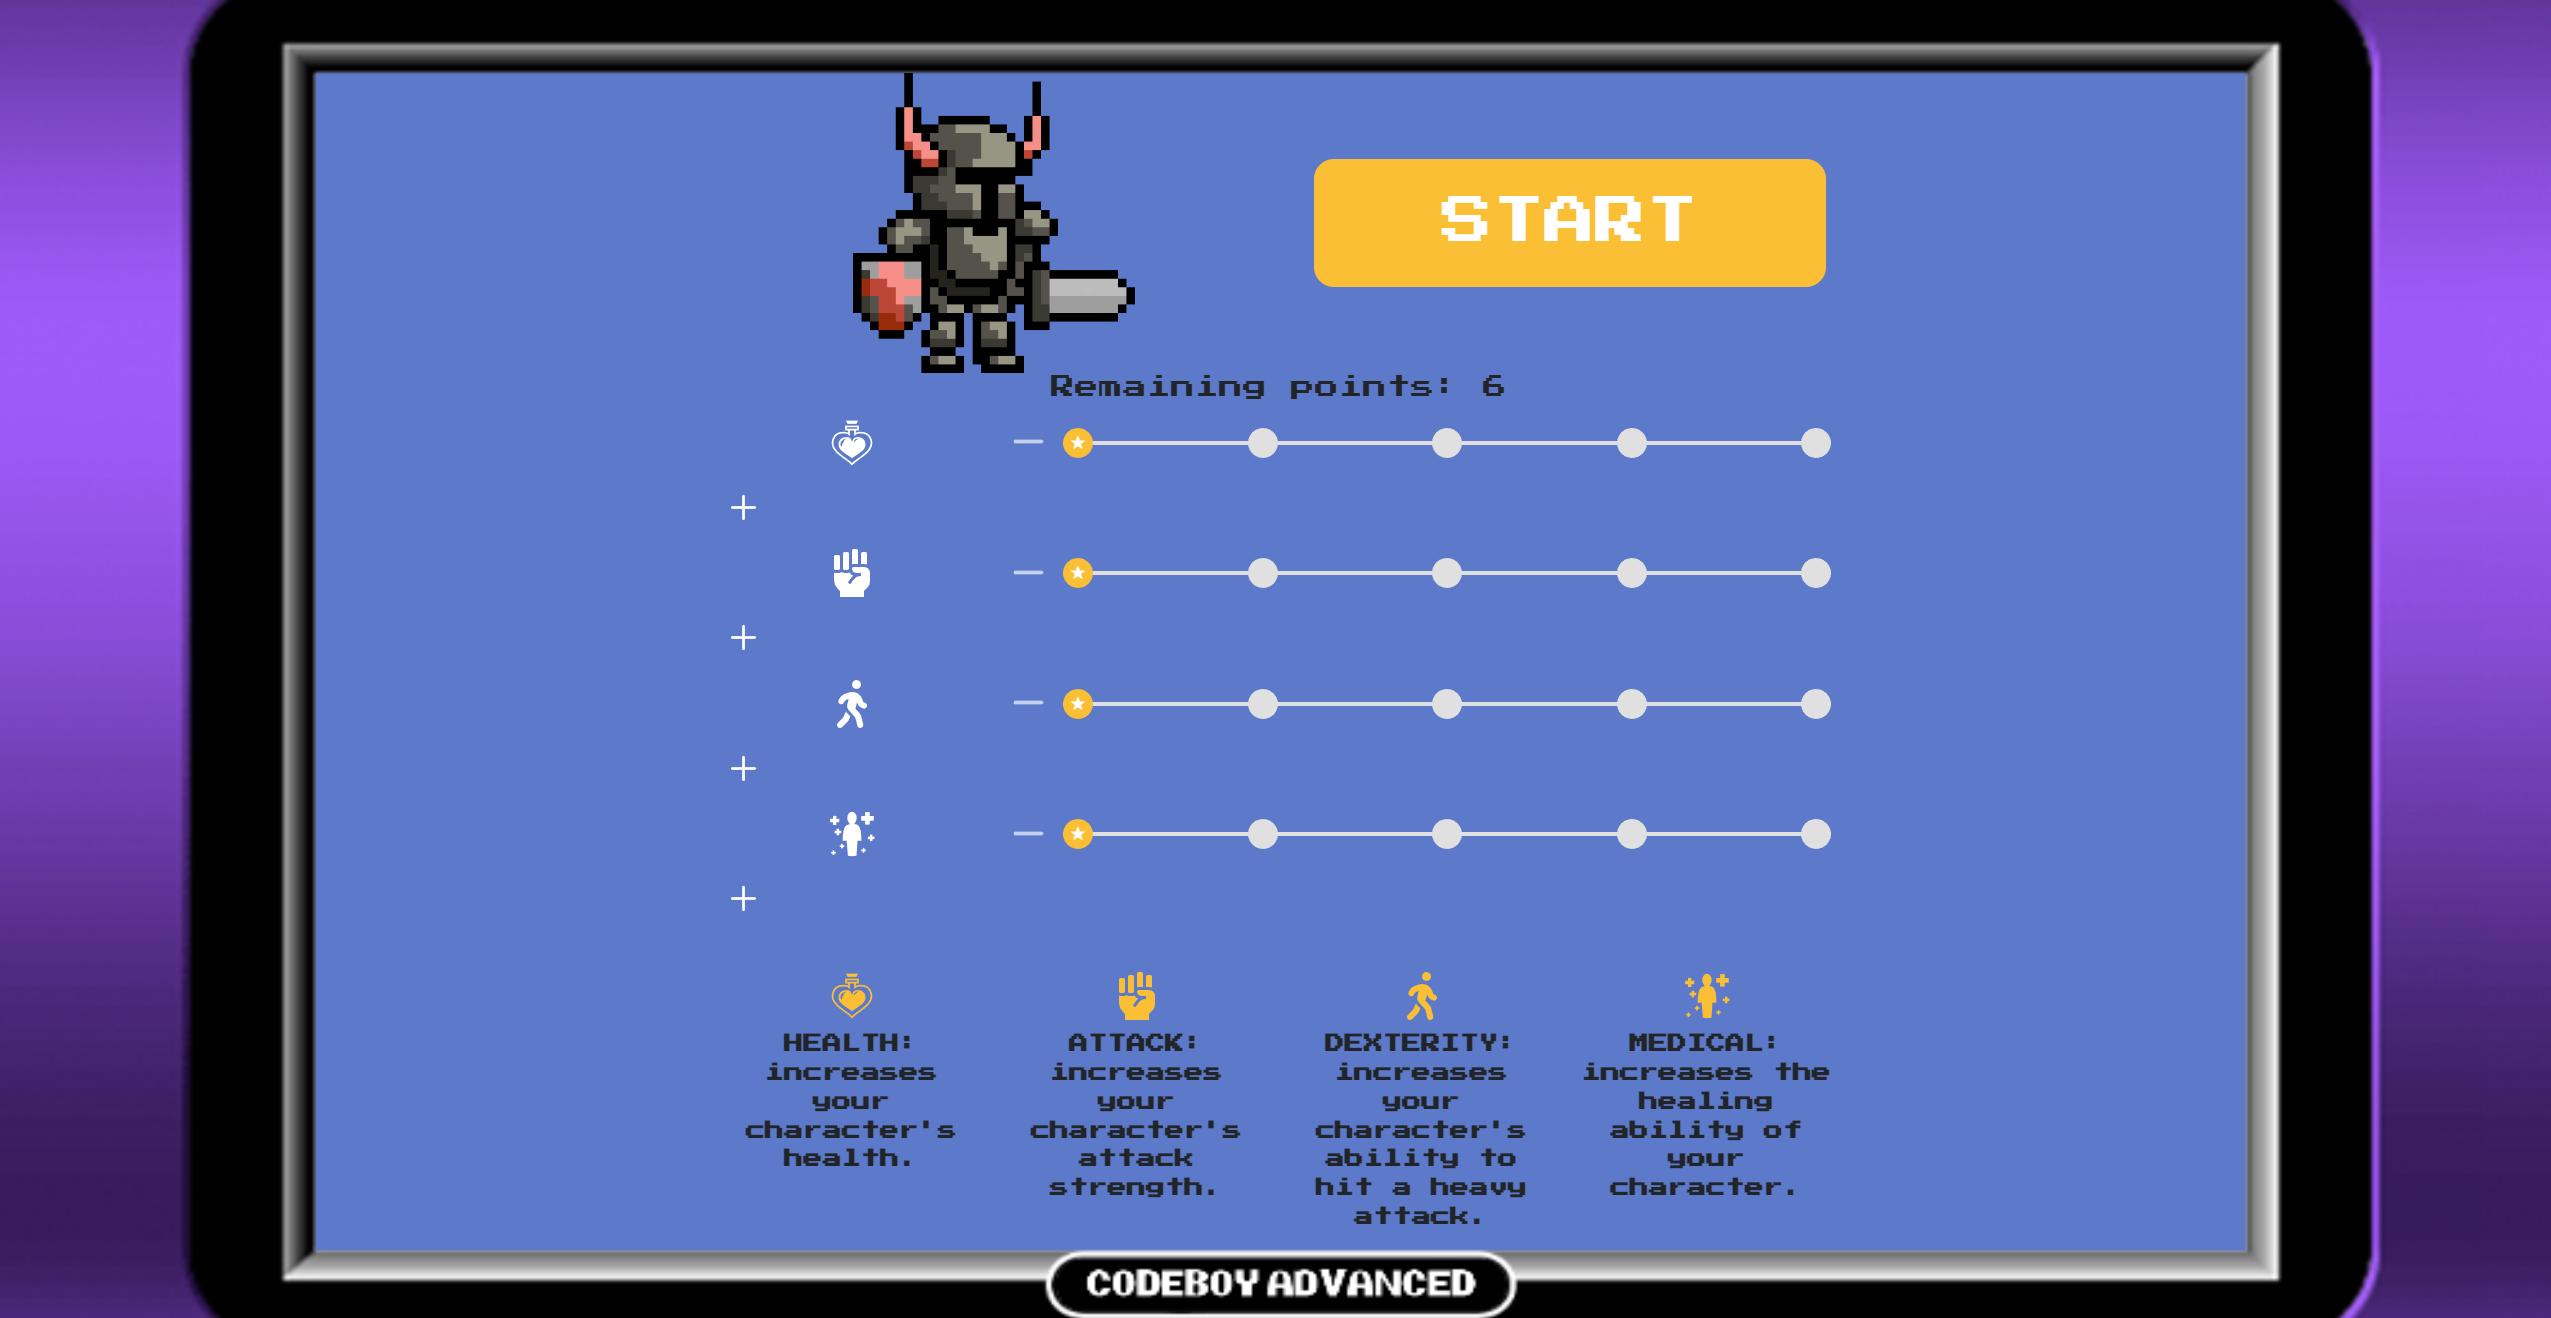 START
Remaining points: 6
HEALTH:
increases
your
character's
health.
ATTACK:
increases
your
character's
attack
strength.
DEXTERITY:
increases
your
character's
ability to
hit a heavy
attack.
MEDICAL:
increases the
healing
ability of
your
character.
CODEBOY ADVANCED